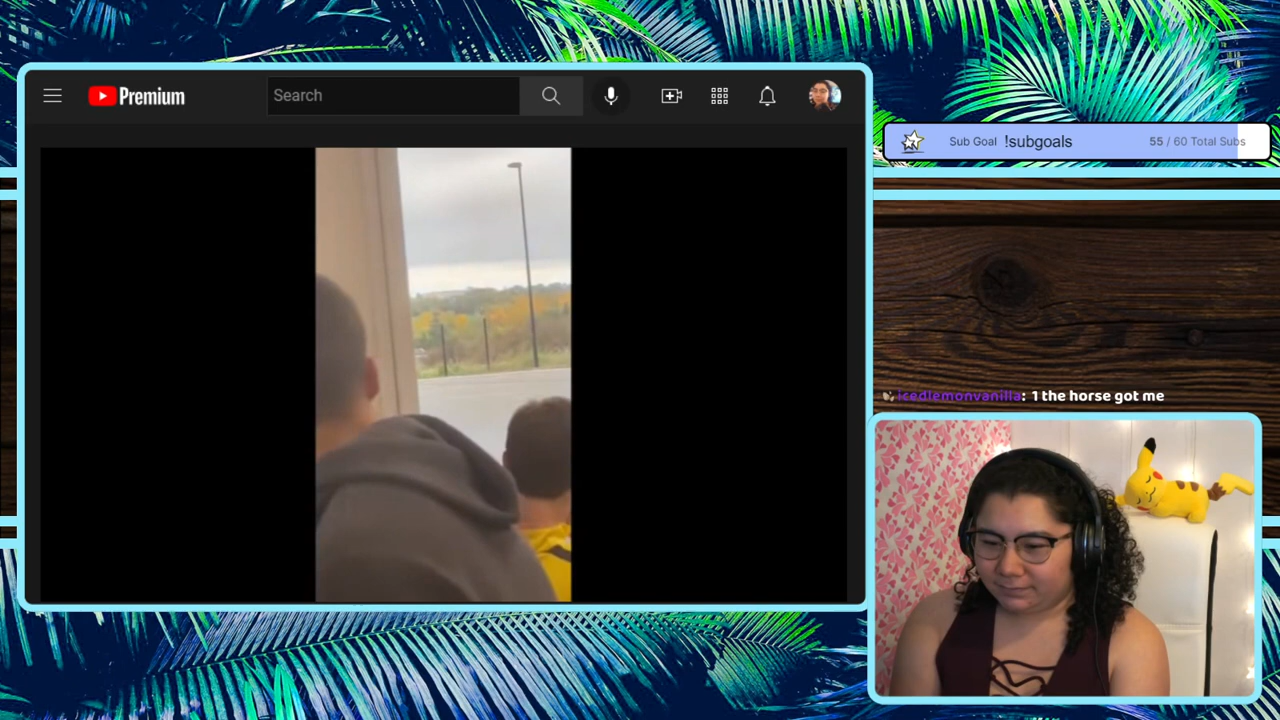 Premium
Search
Sub Goal !subgoals 55 / 60 Total Subs
icedlemonvanilla: 1 the horse got me